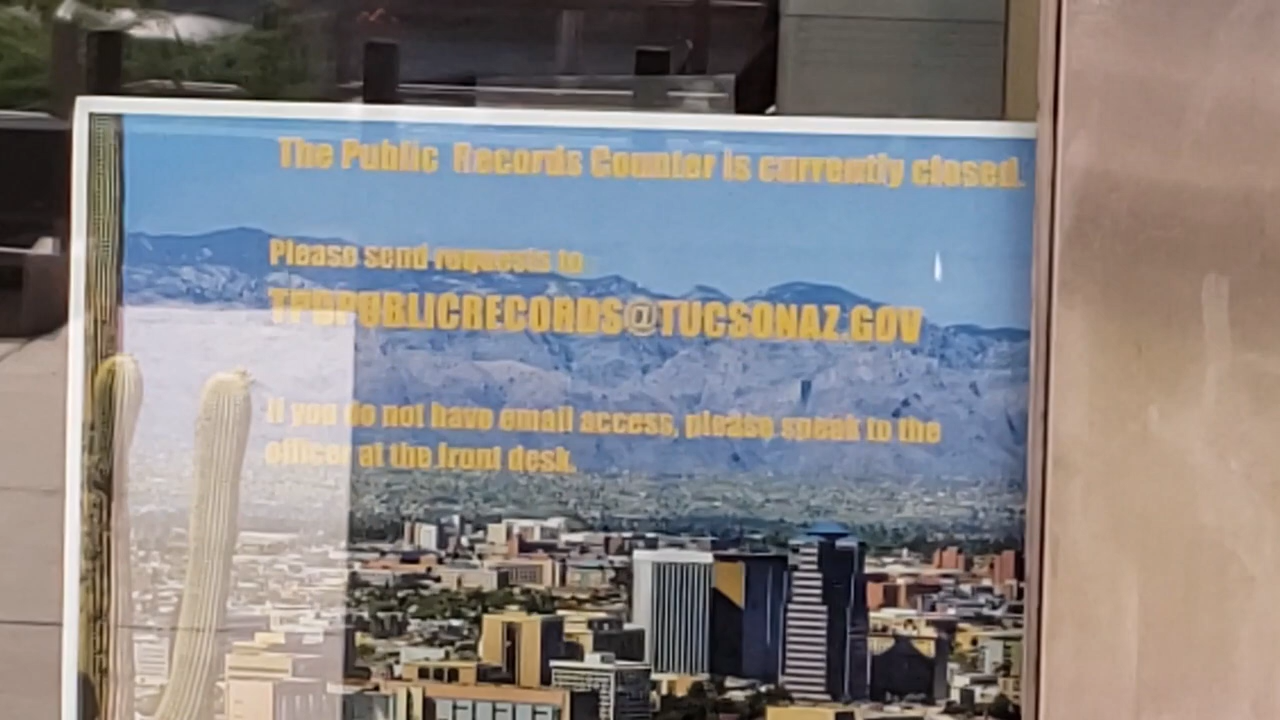 The Public Records Counter is currently closed.
Please send requests to
TPDPUBLICRECORDS@TUCSONAZ.GOV
If you do not have email access, please speak to the
officer at the front desk.